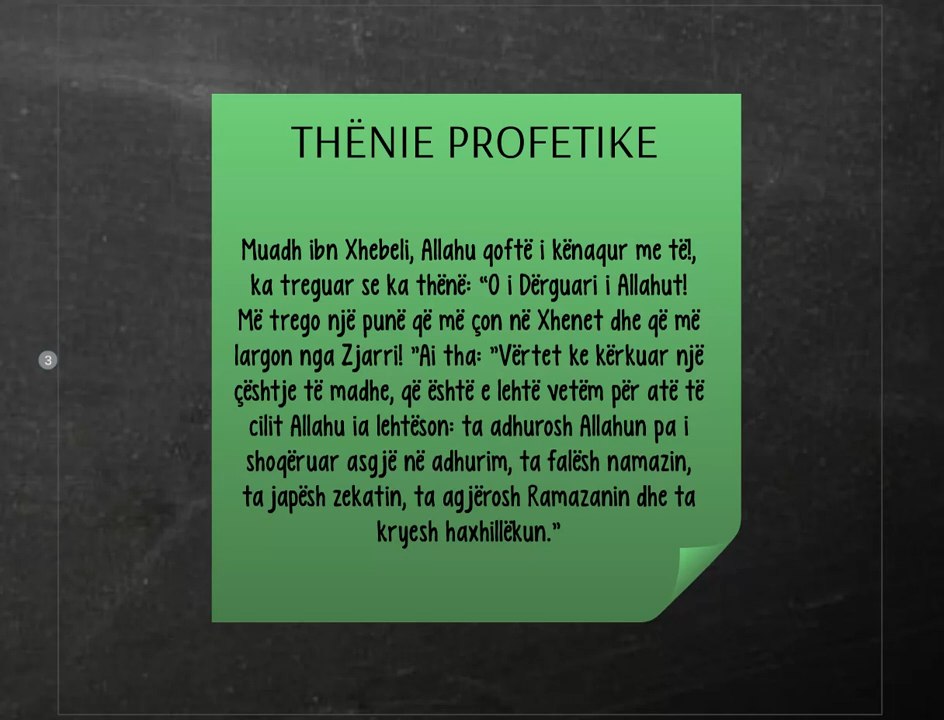 THËNIE PROFETIKE
Muadh ibn Xhebeli, Allahu qoftë i kënaqur me të!,
ka treguar se ka thënë: “O i Dërguari i Allahut!
Më trego një punë që më çon në Xhenet dhe që më
largon nga Zjarri! ”Ai tha: ”Vërtet ke kërkuar një
çështje të madhe, që është e lehtë vetëm për atë të
cilit Allahu ia lehtëson: ta adhurosh Allahun pa i
shoqëruar asgjë në adhurim, ta falësh namazin,
ta japësh zekatin, ta agjërosh Ramazanin dhe ta
kryesh haxhillëkun.”
3